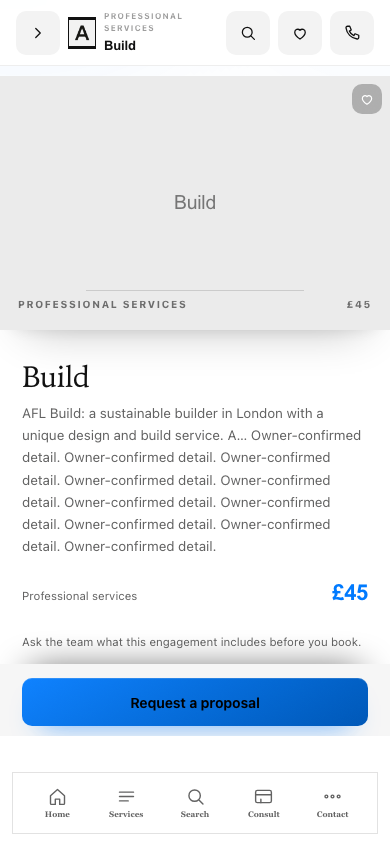 A
PROFESSIONAL
SERVICES
Build
Build
PROFESSIONAL SERVICES
£45
Build
AFL Build: a sustainable builder in London with a
unique design and build service. A... Owner-confirmed
detail. Owner-confirmed detail. Owner-confirmed
detail. Owner-confirmed detail. Owner-confirmed
detail. Owner-confirmed detail. Owner-confirmed
detail. Owner-confirmed detail. Owner-confirmed
detail. Owner-confirmed detail.
Professional services
£45
Ask the team what this engagement includes before you book.
Request a proposal
Home
Services
Search
Consult
Contact